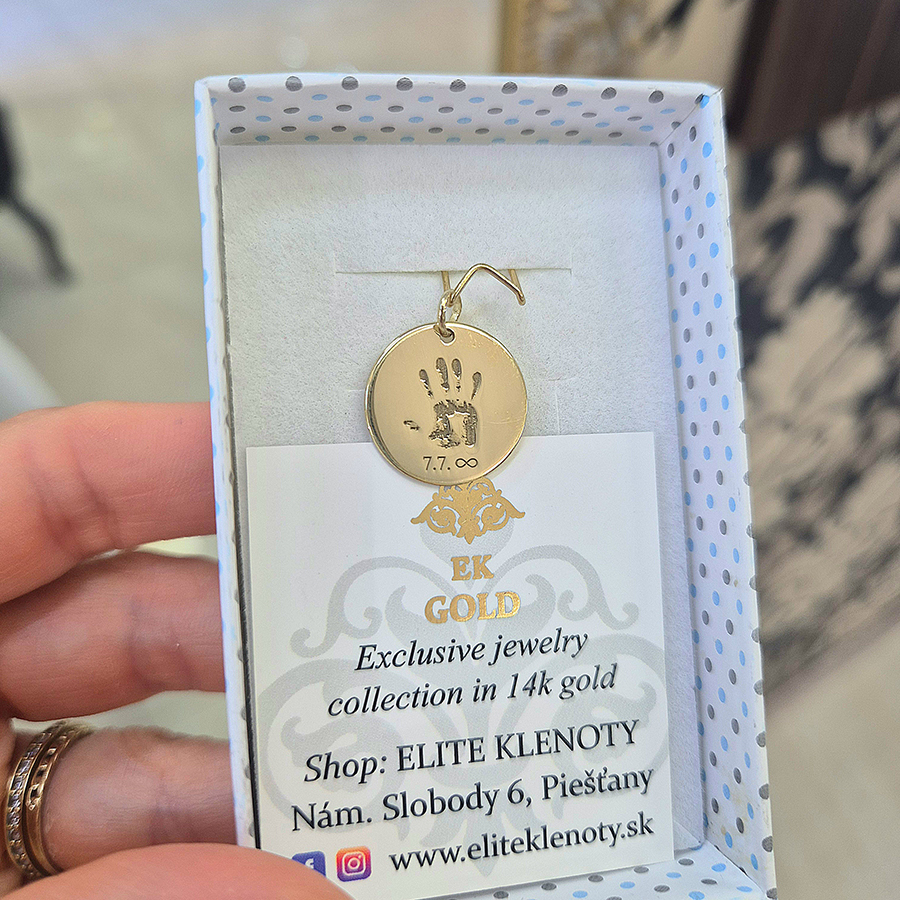 7.7. ∞
EK
GOLD
Exclusive jewelry
collection in 14k gold
Shop: ELITE KLENOTY
Nám. Slobody 6, Piešťany
www.eliteklenoty.sk